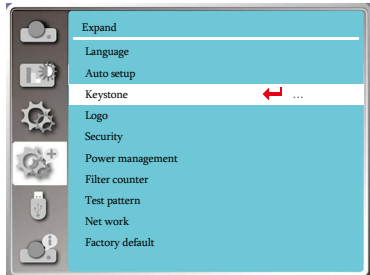 Expand
Language
Auto setup
Keystone ...
Logo
Security
Power management
Filter counter
Test pattern
Net work
Factory default